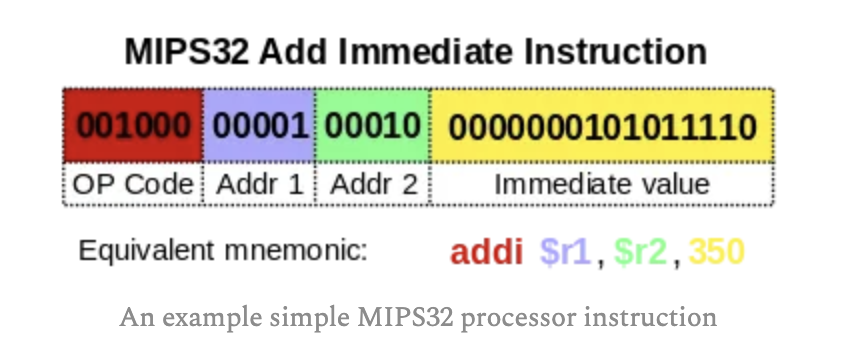 MIPS32 Add Immediate Instruction
001000 00001 00010 0000000101011110
OP Code Addr 1 Addr 2 Immediate value
Equivalent mnemonic: addi $r1, $r2, 350
An example simple MIPS32 processor instruction